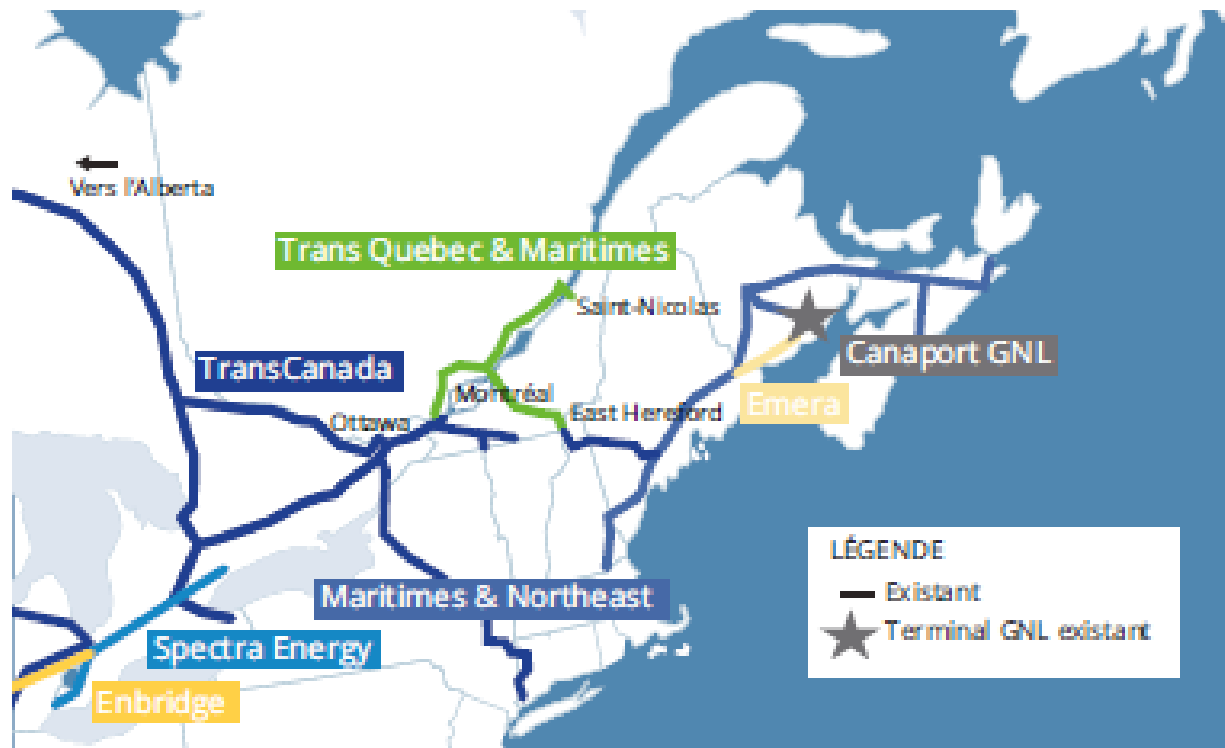 Vers l'Alberta
Trans Quebec & Maritimes
Saint-Nicolas
TransCanada
Canaport GNL
Montréal
Emera
Ottawa
East Hereford
LÉGENDE
Existant
Terminal GNL existant
Maritimes & Northeast
Spectra Energy
Enbridge